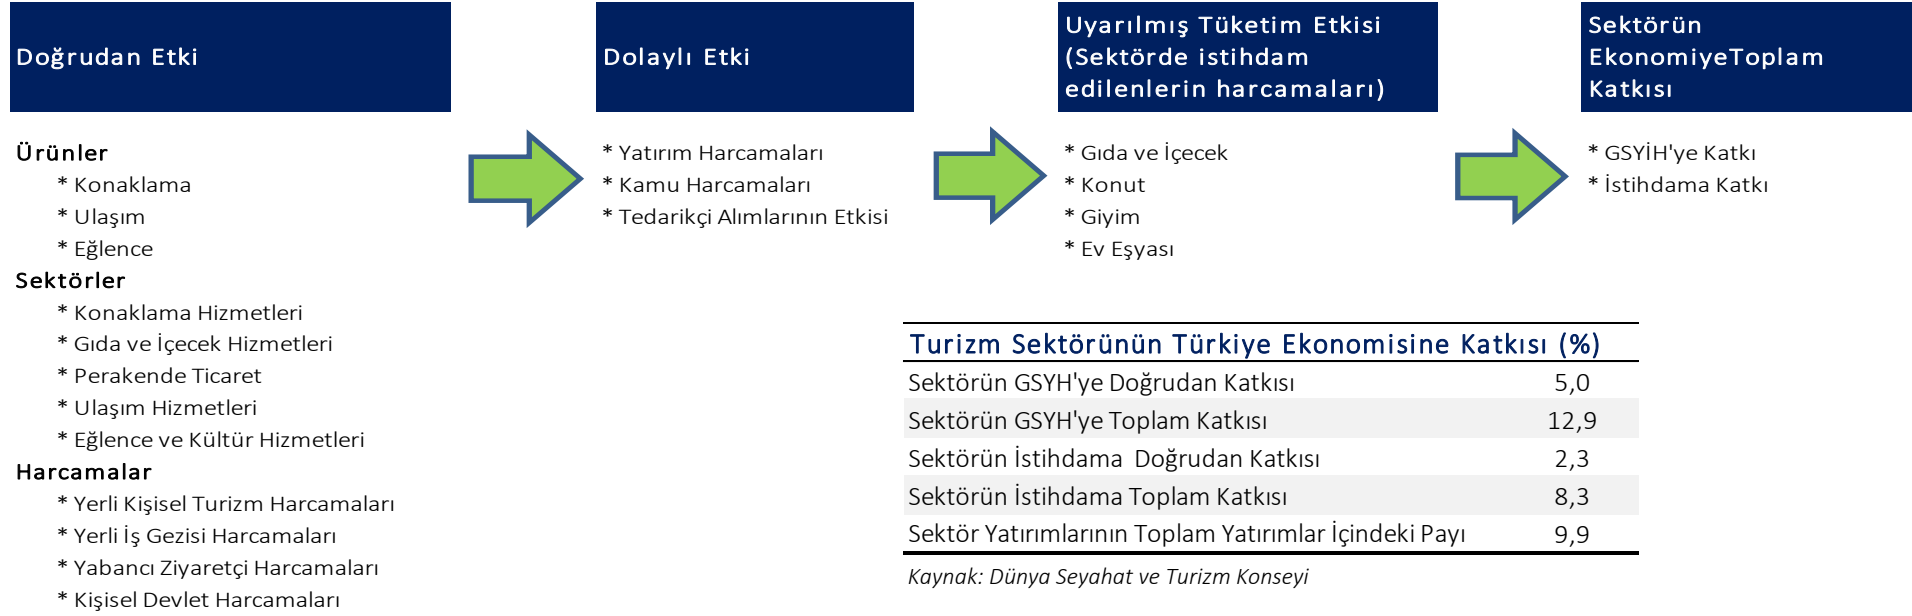 Doğrudan Etki
Ürünler
* Konaklama
* Ulaşım
* Eğlence
Sektörler
* Konaklama Hizmetleri
* Gıda ve İçecek Hizmetleri
* Perakende Ticaret
* Ulaşım Hizmetleri
* Eğlence ve Kültür Hizmetleri
Harcamalar
* Yerli Kişisel Turizm Harcamaları
* Yerli İş Gezisi Harcamaları
* Yabancı Ziyaretçi Harcamaları
* Kişisel Devlet Harcamaları
Dolaylı Etki
* Yatırım Harcamaları
* Kamu Harcamaları
* Tedarikçi Alımlarının Etkisi
Uyarılmış Tüketim Etkisi
(Sektörde istihdam
edilenlerin harcamaları)
* Gıda ve İçecek
* Konut
* Giyim
* Ev Eşyası
Sektörün
EkonomiyeToplam
Katkısı
* GSYİH'ye Katkı
* İstihdama Katkı
Turizm Sektörünün Türkiye Ekonomisine Katkısı (%)
Sektörün GSYH'ye Doğrudan Katkısı 5,0
Sektörün GSYH'ye Toplam Katkısı 12,9
Sektörün İstihdama Doğrudan Katkısı 2,3
Sektörün İstihdama Toplam Katkısı 8,3
Sektör Yatırımlarının Toplam Yatırımlar İçindeki Payı 9,9
Kaynak: Dünya Seyahat ve Turizm Konseyi